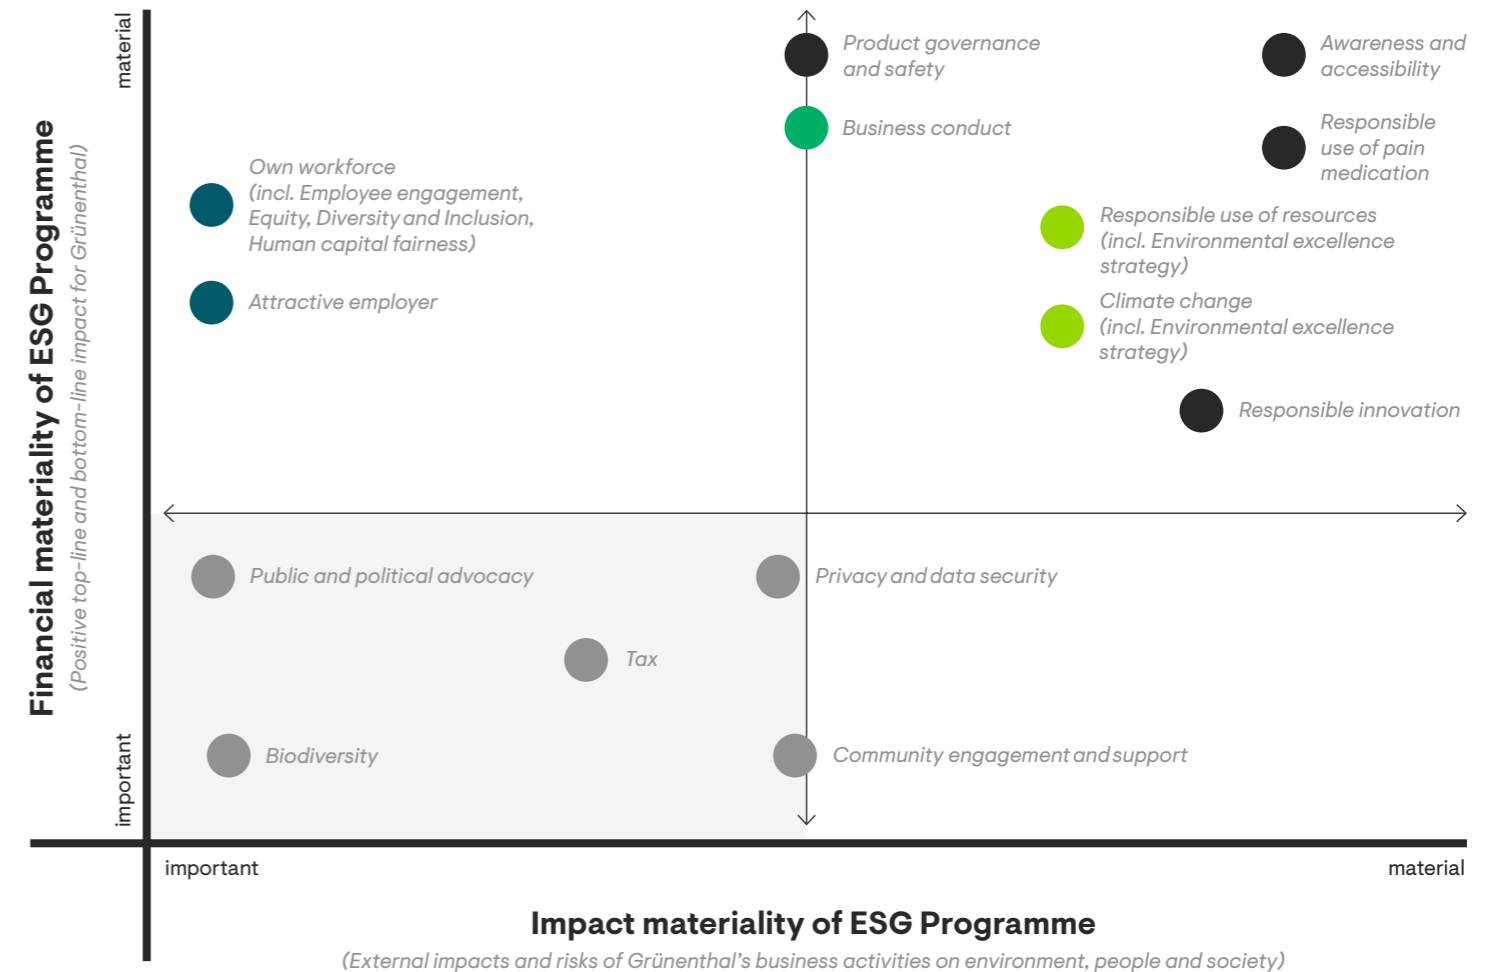 material
Financial materiality of ESG Programme
(Positive top-line and bottom-line impact for Grünenthal)
important
Product governance
and safety
Business conduct
Awareness and
accessibility
Responsible
use of pain
medication
Own workforce
(incl. Employee engagement,
Equity, Diversity and Inclusion,
Human capital fairness)
Attractive employer
Responsible use of resources
(incl. Environmental excellence
strategy)
Climate change
(incl. Environmental excellence
strategy)
Responsible innovation
Public and political advocacy
Privacy and data security
Tax
Biodiversity
Community engagement and support
important
material
Impact materiality of ESG Programme
(External impacts and risks of Grünenthal’s business activities on environment, people and society)